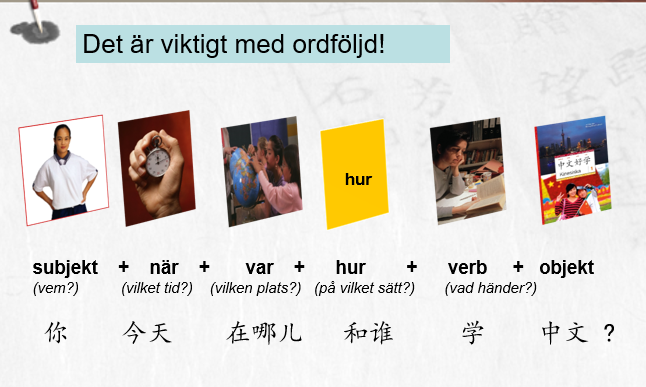 Det är viktigt med ordföljd!
hur
中文好学
subjekt + när + var + hur + verb + objekt
(vem?) (vilket tid?) (vilken plats?) (på vilket sätt?) (vad händer?)
你 今天 在哪儿 和谁 学 中文 ?